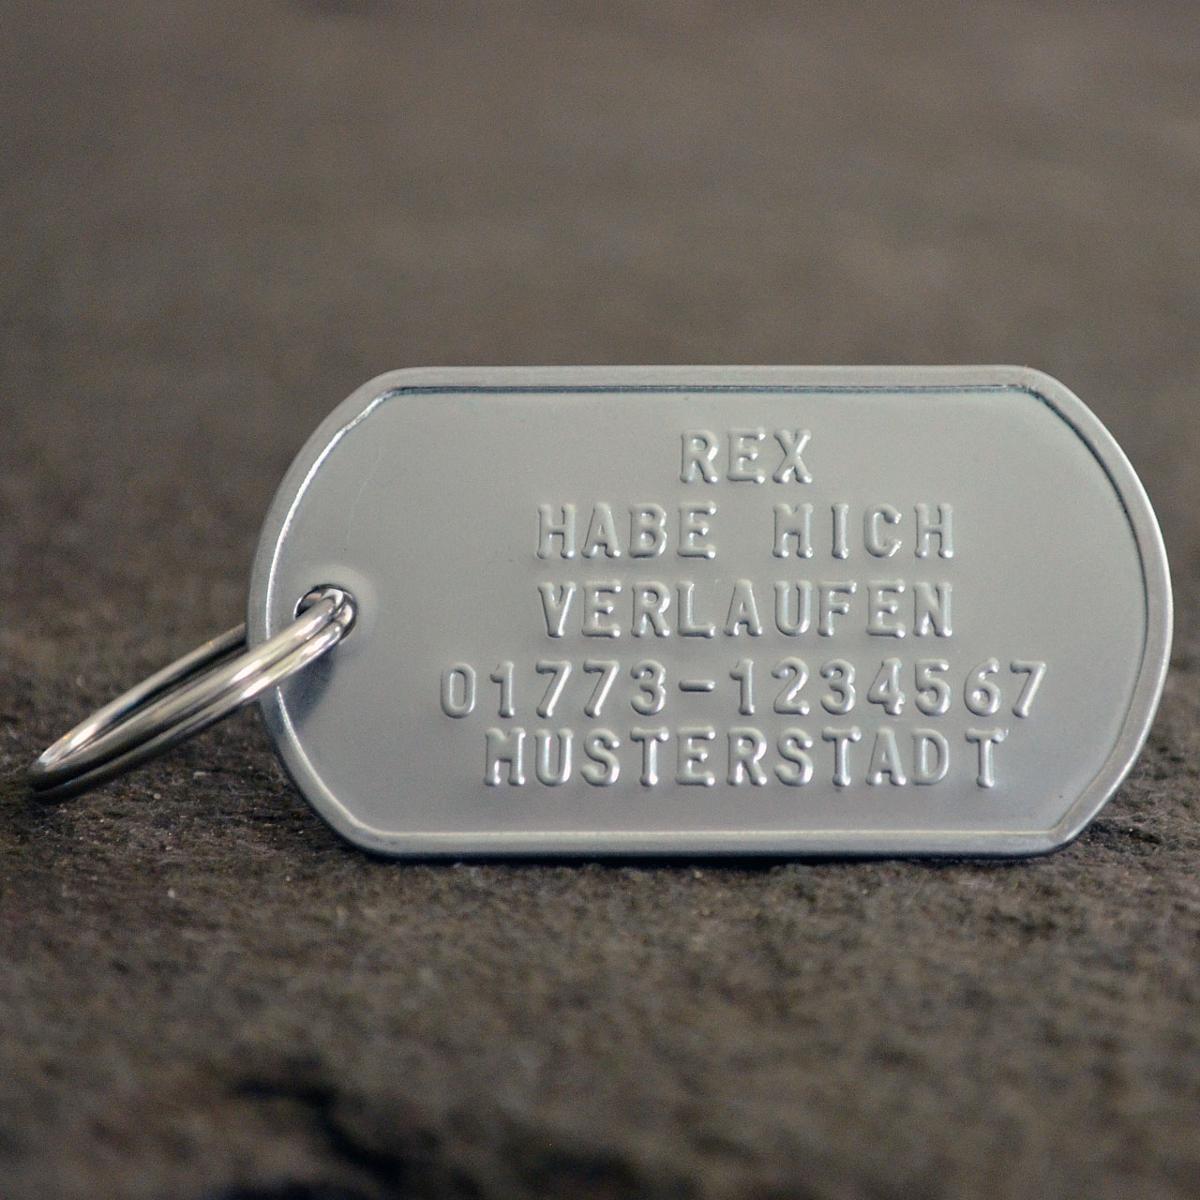 REX
HABE MICH
VERLAUFEN
01773-1234567
MUSTERSTADT